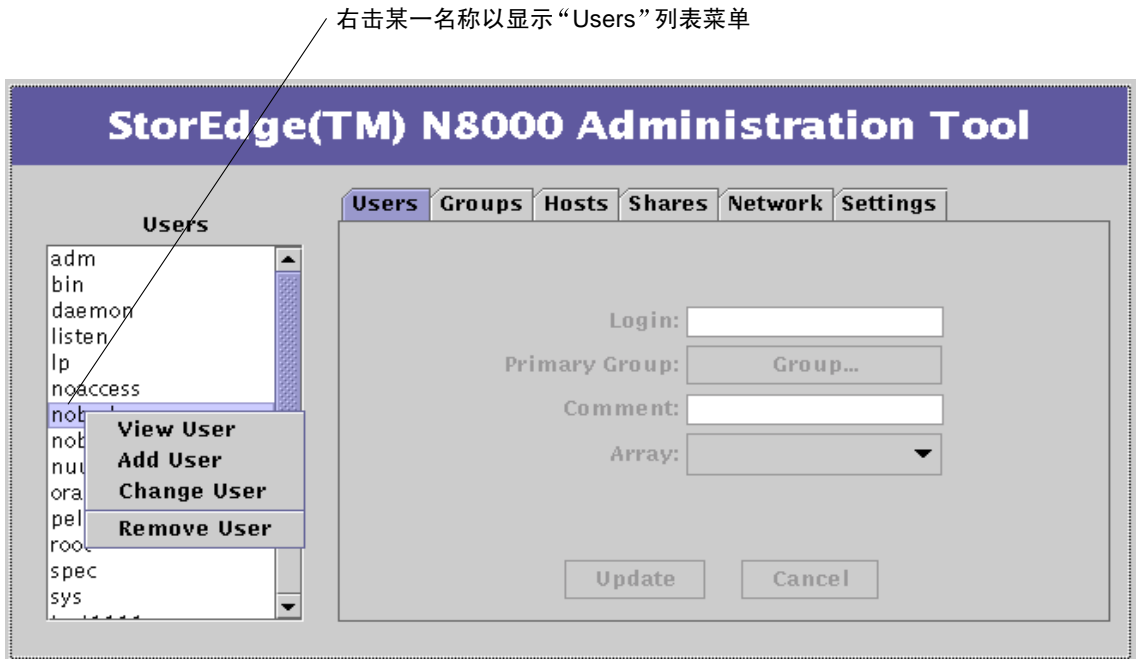 右击某一名称以显示“Users”列表菜单
StorEdge(TM) N8000 Administration Tool
Users
adm
bin
daemon
listen
lp
noaccess
spec
sys
View User
Add User
Change User
Remove User
Users Groups Hosts Shares Network Settings
Login:
Primary Group: Group...
Comment:
Array:
Update Cancel